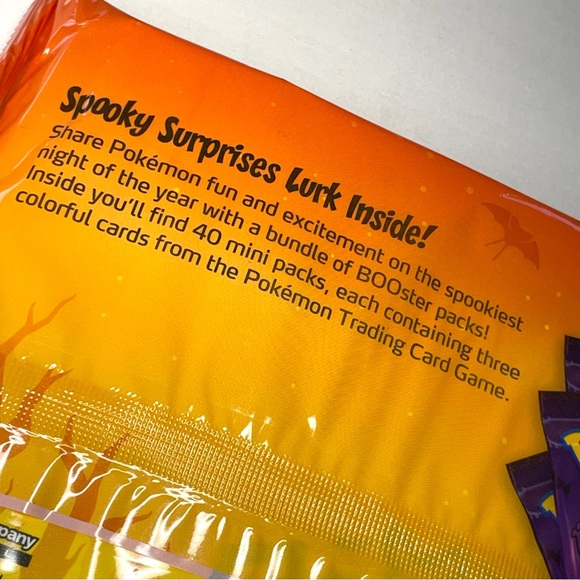 Spooky Surprises Lurk Inside!
Share Pokémon fun and excitement on the spookiest
night of the year with a bundle of BOOster packs!
Inside you'll find 40 mini packs, each containing three
colorful cards from the Pokémon Trading Card Game.